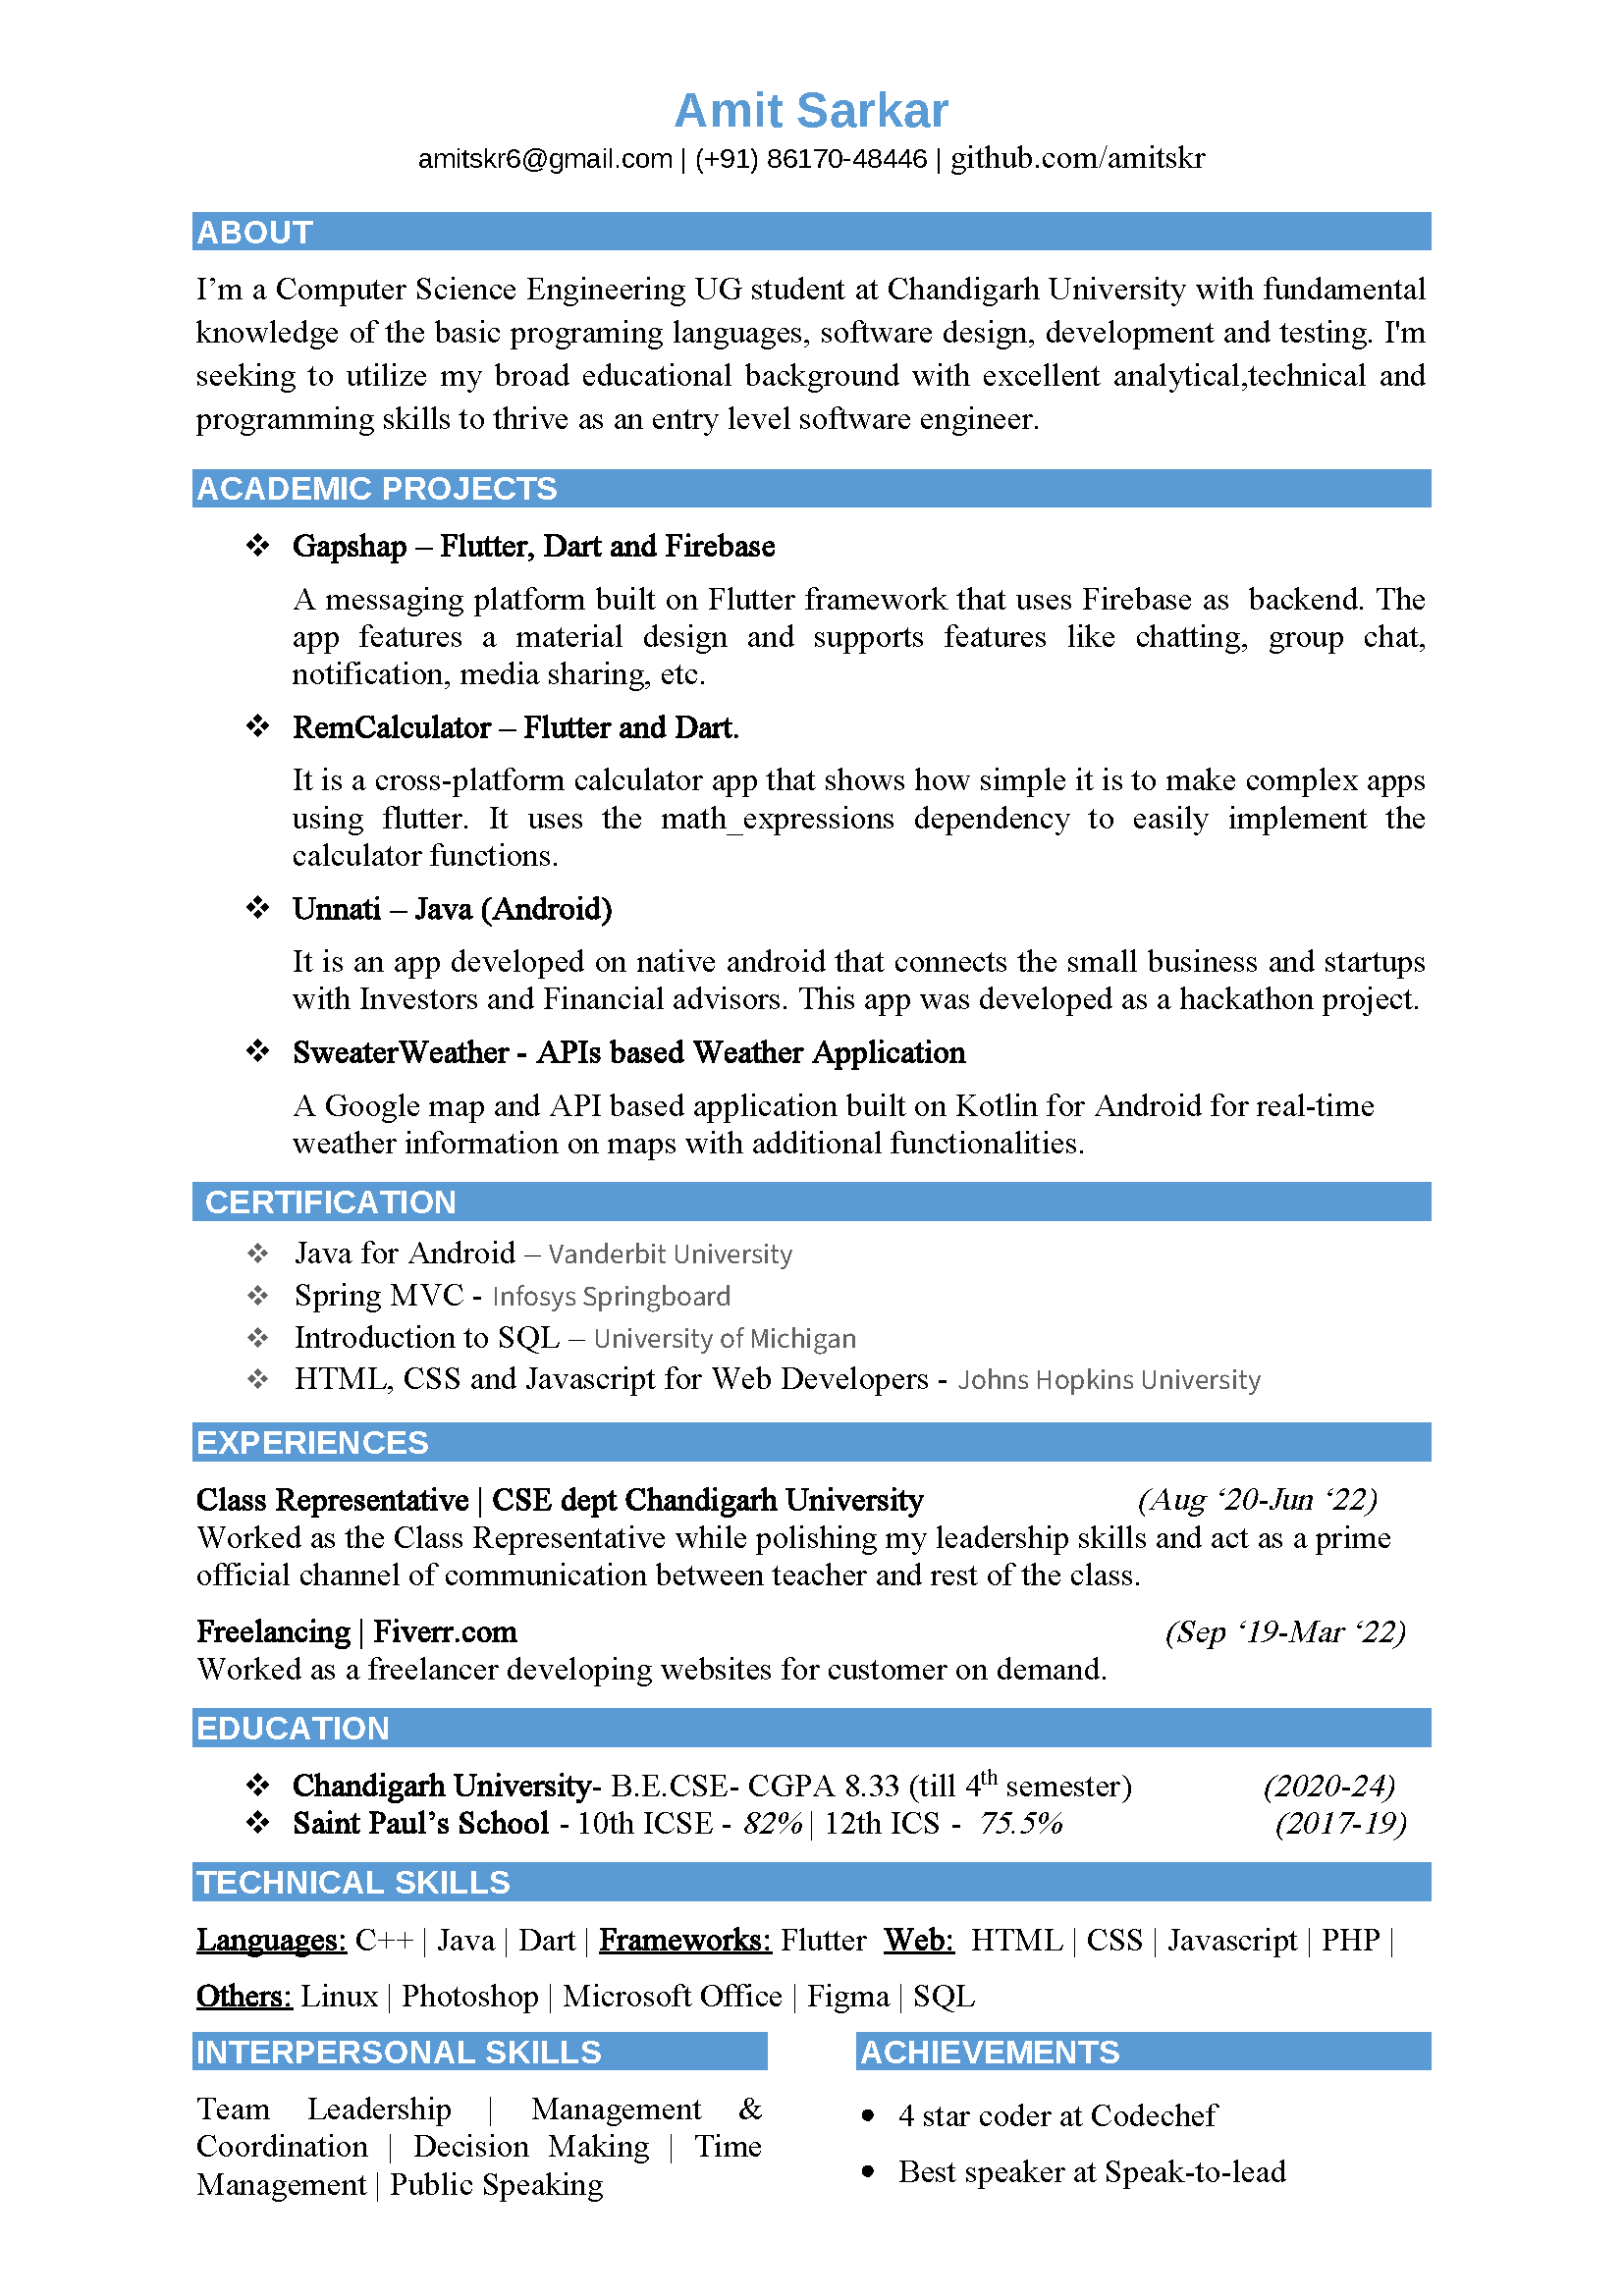 Amit Sarkar
amitskr6@gmail.com | (+91) 86170-48446 | github.com/amitskr
ABOUT
I’m a Computer Science Engineering UG student at Chandigarh University with fundamental
knowledge of the basic programing languages, software design, development and testing. I'm
seeking to utilize my broad educational background with excellent analytical,technical and
programming skills to thrive as an entry level software engineer.
ACADEMIC PROJECTS
❖ Gapshap – Flutter, Dart and Firebase
A messaging platform built on Flutter framework that uses Firebase as backend. The
app features a material design and supports features like chatting, group chat,
notification, media sharing, etc.
❖ RemCalculator – Flutter and Dart.
It is a cross-platform calculator app that shows how simple it is to make complex apps
using flutter. It uses the math_expressions dependency to easily implement the
calculator functions.
❖ Unnati – Java (Android)
It is an app developed on native android that connects the small business and startups
with Investors and Financial advisors. This app was developed as a hackathon project.
❖ SweaterWeather - APIs based Weather Application
A Google map and API based application built on Kotlin for Android for real-time
weather information on maps with additional functionalities.
CERTIFICATION
❖ Java for Android – Vanderbit University
❖ Spring MVC - Infosys Springboard
❖ Introduction to SQL – University of Michigan
❖ HTML, CSS and Javascript for Web Developers - Johns Hopkins University
EXPERIENCES
Class Representative | CSE dept Chandigarh University (Aug ‘20-Jun ‘22)
Worked as the Class Representative while polishing my leadership skills and act as a prime
official channel of communication between teacher and rest of the class.
Freelancing | Fiverr.com (Sep ‘19-Mar ‘22)
Worked as a freelancer developing websites for customer on demand.
EDUCATION
❖ Chandigarh University- B.E.CSE- CGPA 8.33 (till 4th semester) (2020-24)
❖ Saint Paul’s School - 10th ICSE - 82% | 12th ICS - 75.5% (2017-19)
TECHNICAL SKILLS
Languages: C++ | Java | Dart | Frameworks: Flutter Web: HTML | CSS | Javascript | PHP |
Others: Linux | Photoshop | Microsoft Office | Figma | SQL
INTERPERSONAL SKILLS
Team Leadership | Management &
Coordination | Decision Making | Time
Management | Public Speaking
ACHIEVEMENTS
• 4 star coder at Codechef
• Best speaker at Speak-to-lead